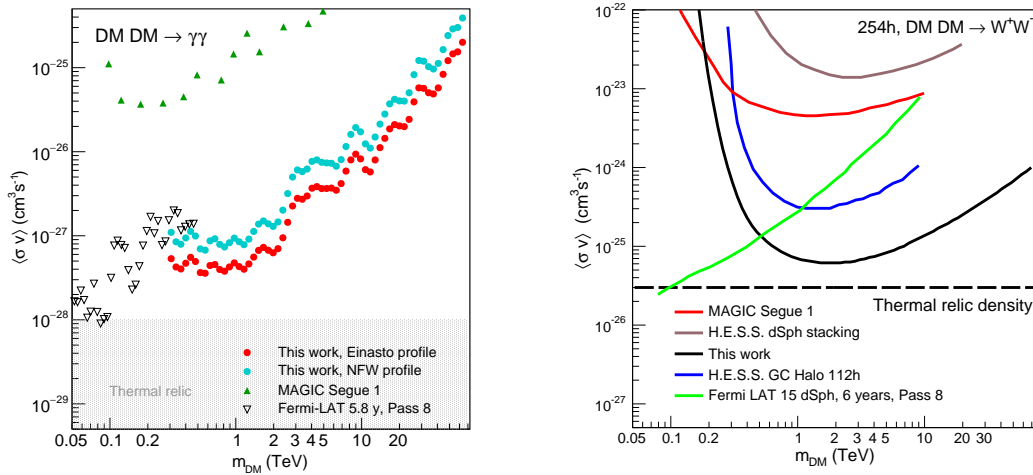 DM DM → γγ
⟨σ v⟩ (cm³s⁻¹)
10⁻²⁵
10⁻²⁶
10⁻²⁷
10⁻²⁸
10⁻²⁹
Thermal relic
This work, Einasto profile
This work, NFW profile
MAGIC Segue 1
Fermi-LAT 5.8 y, Pass 8
0.05 0.1 0.2 1 2 3 4 5 10 20
m_DM (TeV)
254h, DM DM → W⁺W⁻
⟨σ v⟩ (cm³s⁻¹)
10⁻²²
10⁻²³
10⁻²⁴
10⁻²⁵
10⁻²⁶
10⁻²⁷
Thermal relic density
MAGIC Segue 1
H.E.S.S. dSph stacking
This work
H.E.S.S. GC Halo 112h
Fermi LAT 15 dSph, 6 years, Pass 8
0.05 0.1 0.2 1 2 3 4 5 10 20 30
m_DM (TeV)